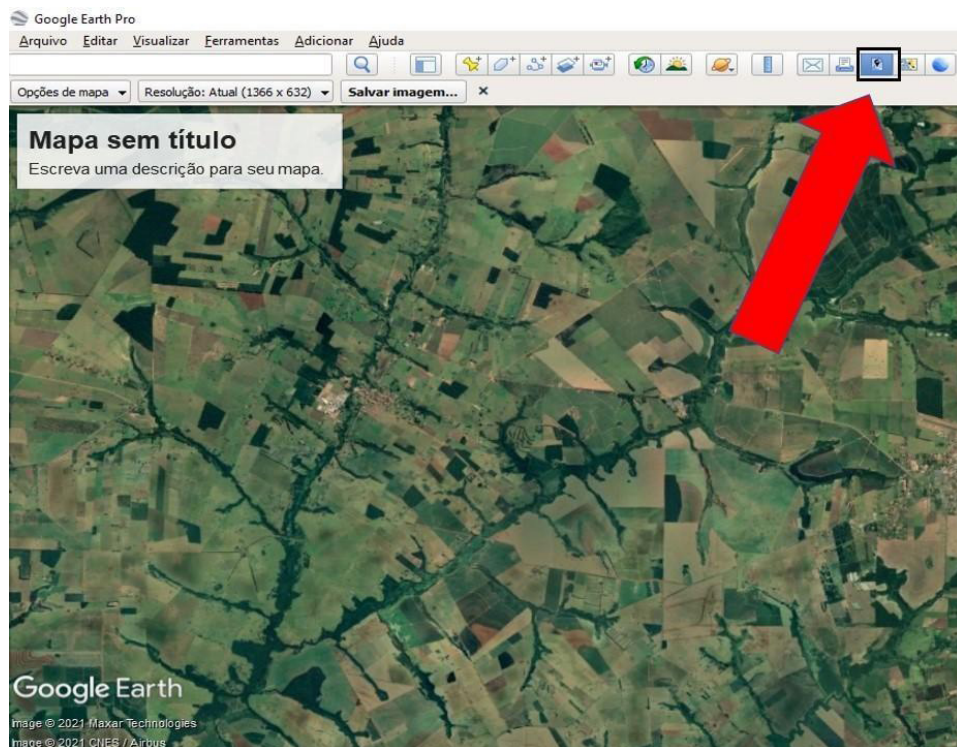 Google Earth Pro
Arquivo Editar Visualizar Ferramentas Adicionar Ajuda
Opções de mapa Resolução: Atual (1366 x 632) Salvar imagem... ×
Mapa sem título
Escreva uma descrição para seu mapa.
Google Earth
Image © 2021 Maxar Technologies
Image © 2021 CNES / Airbus